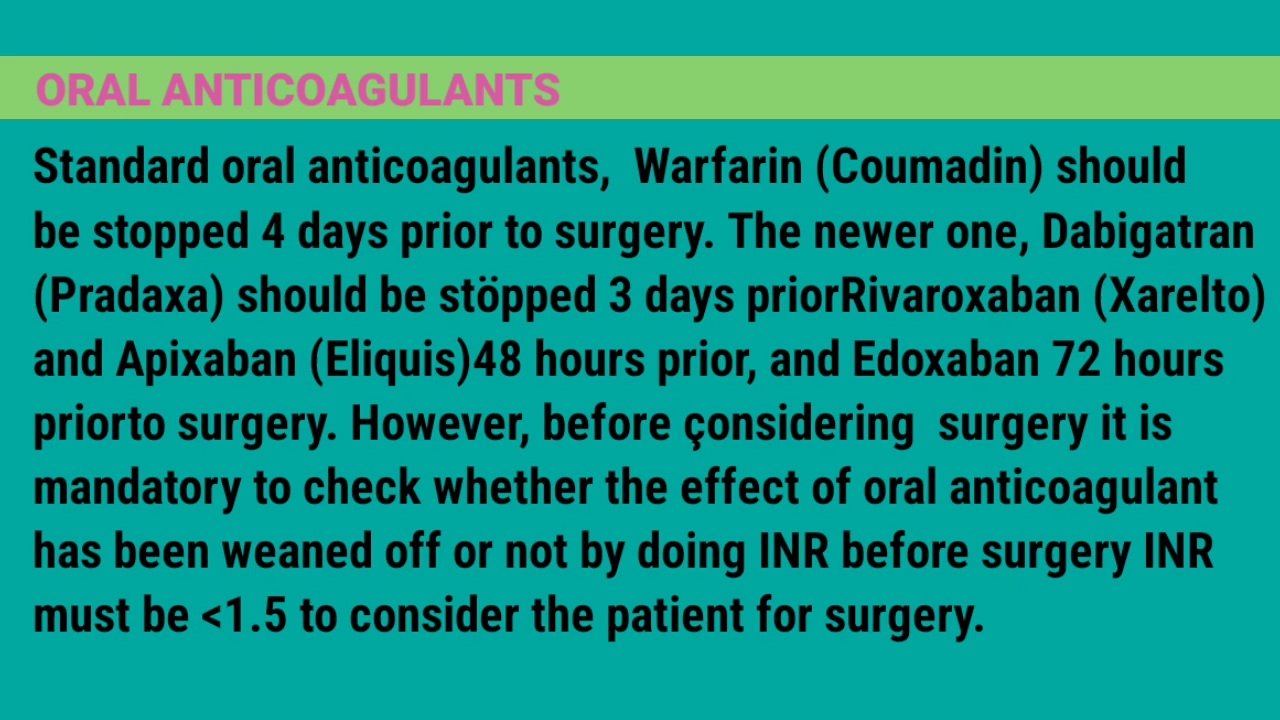 ORAL ANTICOAGULANTS
Standard oral anticoagulants,  Warfarin (Coumadin) should
be stopped 4 days prior to surgery. The newer one, Dabigatran
(Pradaxa) should be stöpped 3 days priorRivaroxaban (Xarelto)
and Apixaban (Eliquis)48 hours prior, and Edoxaban 72 hours
priorto surgery. However, before çonsidering  surgery it is
mandatory to check whether the effect of oral anticoagulant
has been weaned off or not by doing INR before surgery INR
must be <1.5 to consider the patient for surgery.